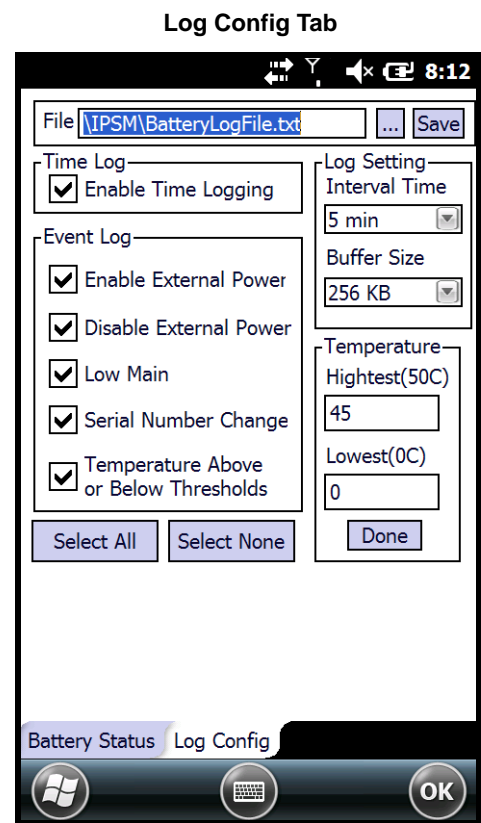 Log Config Tab
8:12
File \IPSM\BatteryLogFile.txt ... Save
Time Log
Enable Time Logging
Event Log
Enable External Power
Disable External Power
Low Main
Serial Number Change
Temperature Above
or Below Thresholds
Select All Select None
Log Setting
Interval Time
5 min
Buffer Size
256 KB
Temperature
Hightest(50C)
45
Lowest(0C)
0
Done
Battery Status Log Config
OK